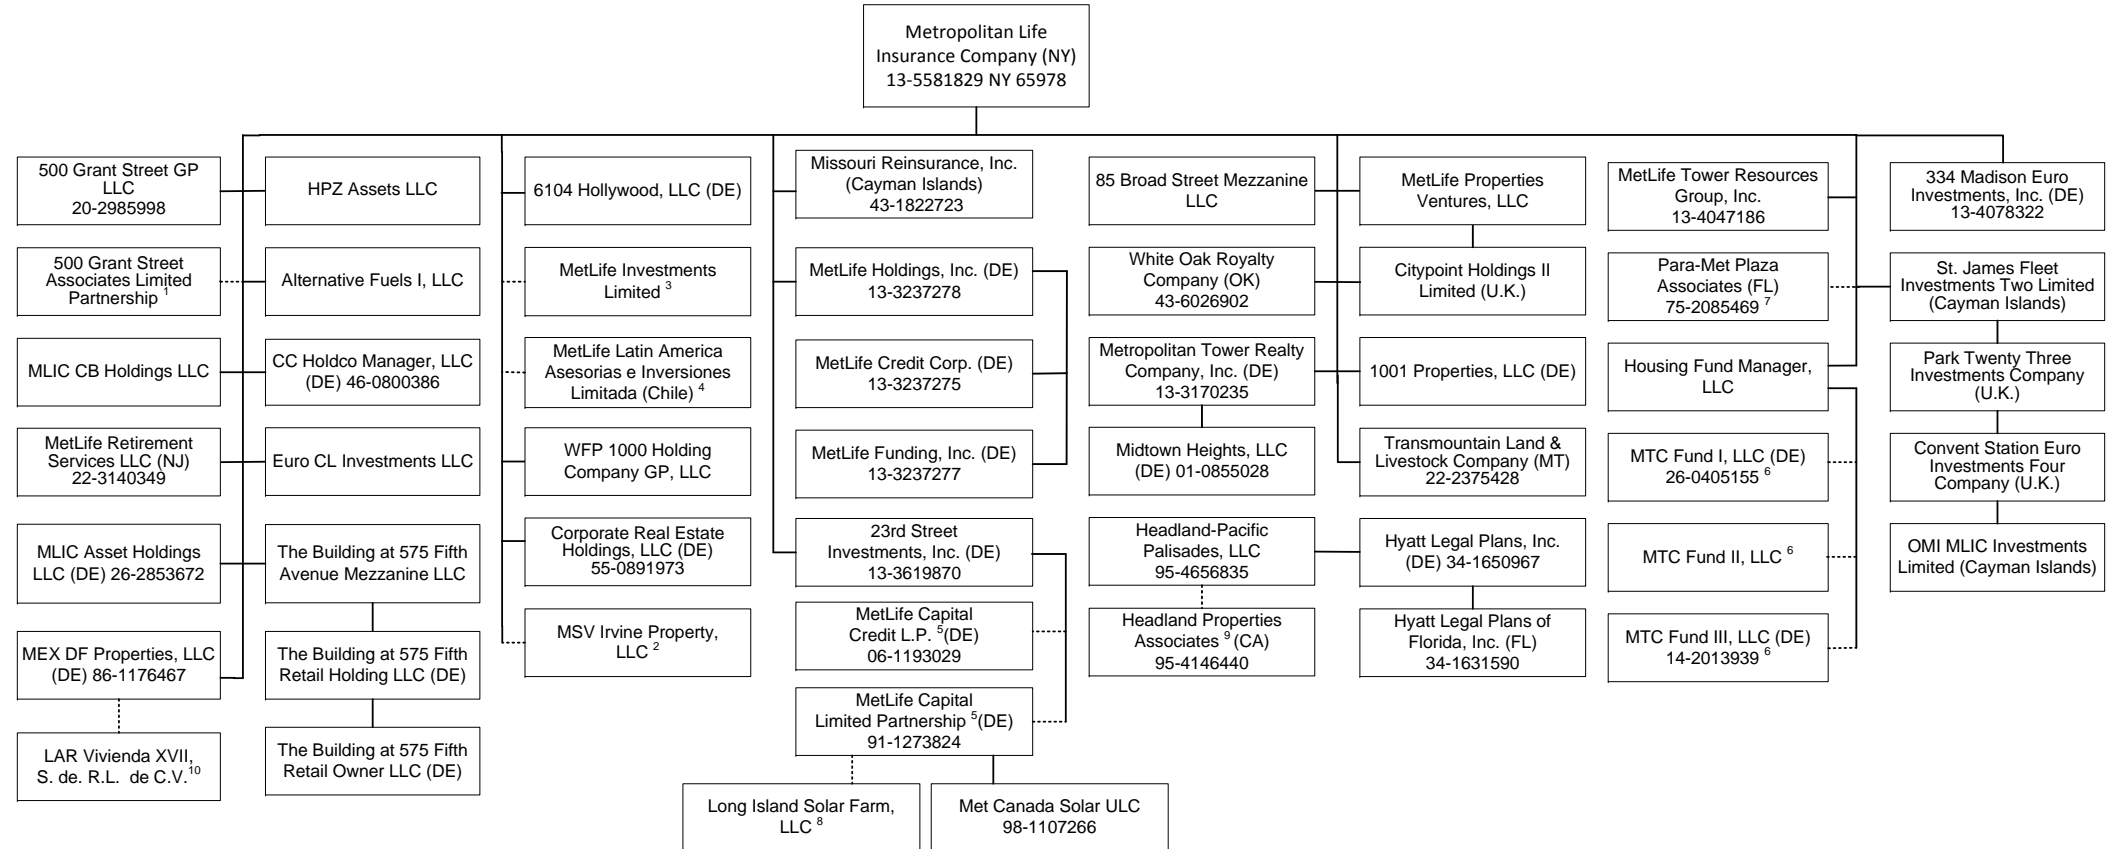 Metropolitan Life
Insurance Company (NY)
13-5581829 NY 65978
500 Grant Street GP
LLC
20-2985998
HPZ Assets LLC
6104 Hollywood, LLC (DE)
Missouri Reinsurance, Inc.
(Cayman Islands)
43-1822723
85 Broad Street Mezzanine
LLC
MetLife Properties
Ventures, LLC
MetLife Tower Resources
Group, Inc.
13-4047186
334 Madison Euro
Investments, Inc. (DE)
13-4078322
500 Grant Street
Associates Limited
Partnership 1
Alternative Fuels I, LLC
MetLife Investments
Limited 3
MetLife Holdings, Inc. (DE)
13-3237278
White Oak Royalty
Company (OK)
43-6026902
Citypoint Holdings II
Limited (U.K.)
Para-Met Plaza
Associates (FL)
75-2085469 7
St. James Fleet
Investments Two Limited
(Cayman Islands)
MLIC CB Holdings LLC
CC Holdco Manager, LLC
(DE) 46-0800386
MetLife Latin America
Asesorias e Inversiones
Limitada (Chile) 4
MetLife Credit Corp. (DE)
13-3237275
Metropolitan Tower Realty
Company, Inc. (DE)
13-3170235
1001 Properties, LLC (DE)
Housing Fund Manager,
LLC
Park Twenty Three
Investments Company
(U.K.)
MetLife Retirement
Services LLC (NJ)
22-3140349
Euro CL Investments LLC
WFP 1000 Holding
Company GP, LLC
MetLife Funding, Inc. (DE)
13-3237277
Midtown Heights, LLC
(DE) 01-0855028
Transmountain Land &
Livestock Company (MT)
22-2375428
MTC Fund I, LLC (DE)
26-0405155 6
Convent Station Euro
Investments Four
Company (U.K.)
MLIC Asset Holdings
LLC (DE) 26-2853672
The Building at 575 Fifth
Avenue Mezzanine LLC
Corporate Real Estate
Holdings, LLC (DE)
55-0891973
23rd Street
Investments, Inc. (DE)
13-3619870
Headland-Pacific
Palisades, LLC
95-4656835
Hyatt Legal Plans, Inc.
(DE) 34-1650967
MTC Fund II, LLC 6
OMI MLIC Investments
Limited (Cayman Islands)
MEX DF Properties, LLC
(DE) 86-1176467
The Building at 575 Fifth
Retail Holding LLC (DE)
MSV Irvine Property,
LLC 2
MetLife Capital
Credit L.P. 5(DE)
06-1193029
Headland Properties
Associates 9 (CA)
95-4146440
Hyatt Legal Plans of
Florida, Inc. (FL)
34-1631590
MTC Fund III, LLC (DE)
14-2013939 6
LAR Vivienda XVII,
S. de. R.L. de C.V.10
The Building at 575 Fifth
Retail Owner LLC (DE)
MetLife Capital
Limited Partnership 5(DE)
91-1273824
Long Island Solar Farm,
LLC 8
Met Canada Solar ULC
98-1107266